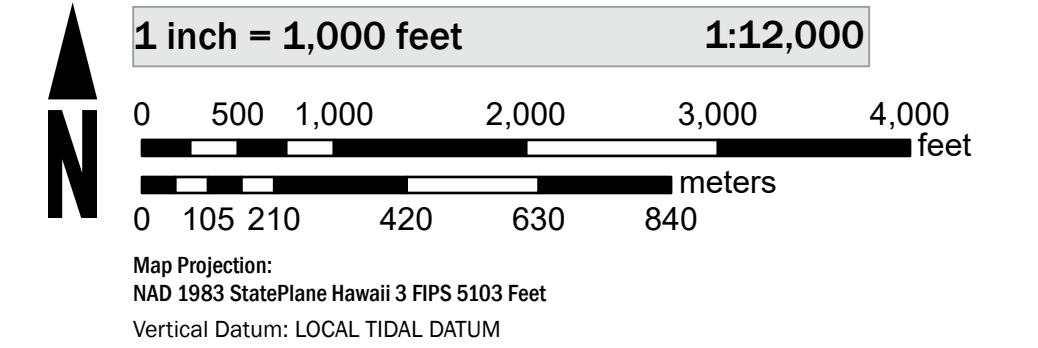 1 inch = 1,000 feet 1:12,000
0 500 1,000 2,000 3,000 4,000
feet
meters
0 105 210 420 630 840
N
Map Projection:
NAD 1983 StatePlane Hawaii 3 FIPS 5103 Feet
Vertical Datum: LOCAL TIDAL DATUM